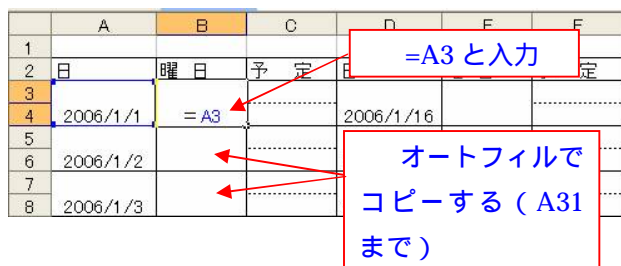 A B C D E F
1
2 日 曜 日 予 定 日 定
=A3 と入力
3
4 2006/1/1 = A3 2006/1/16
5
6 2006/1/2
7
8 2006/1/3
オートフィルで
コピーする ( A31
まで )